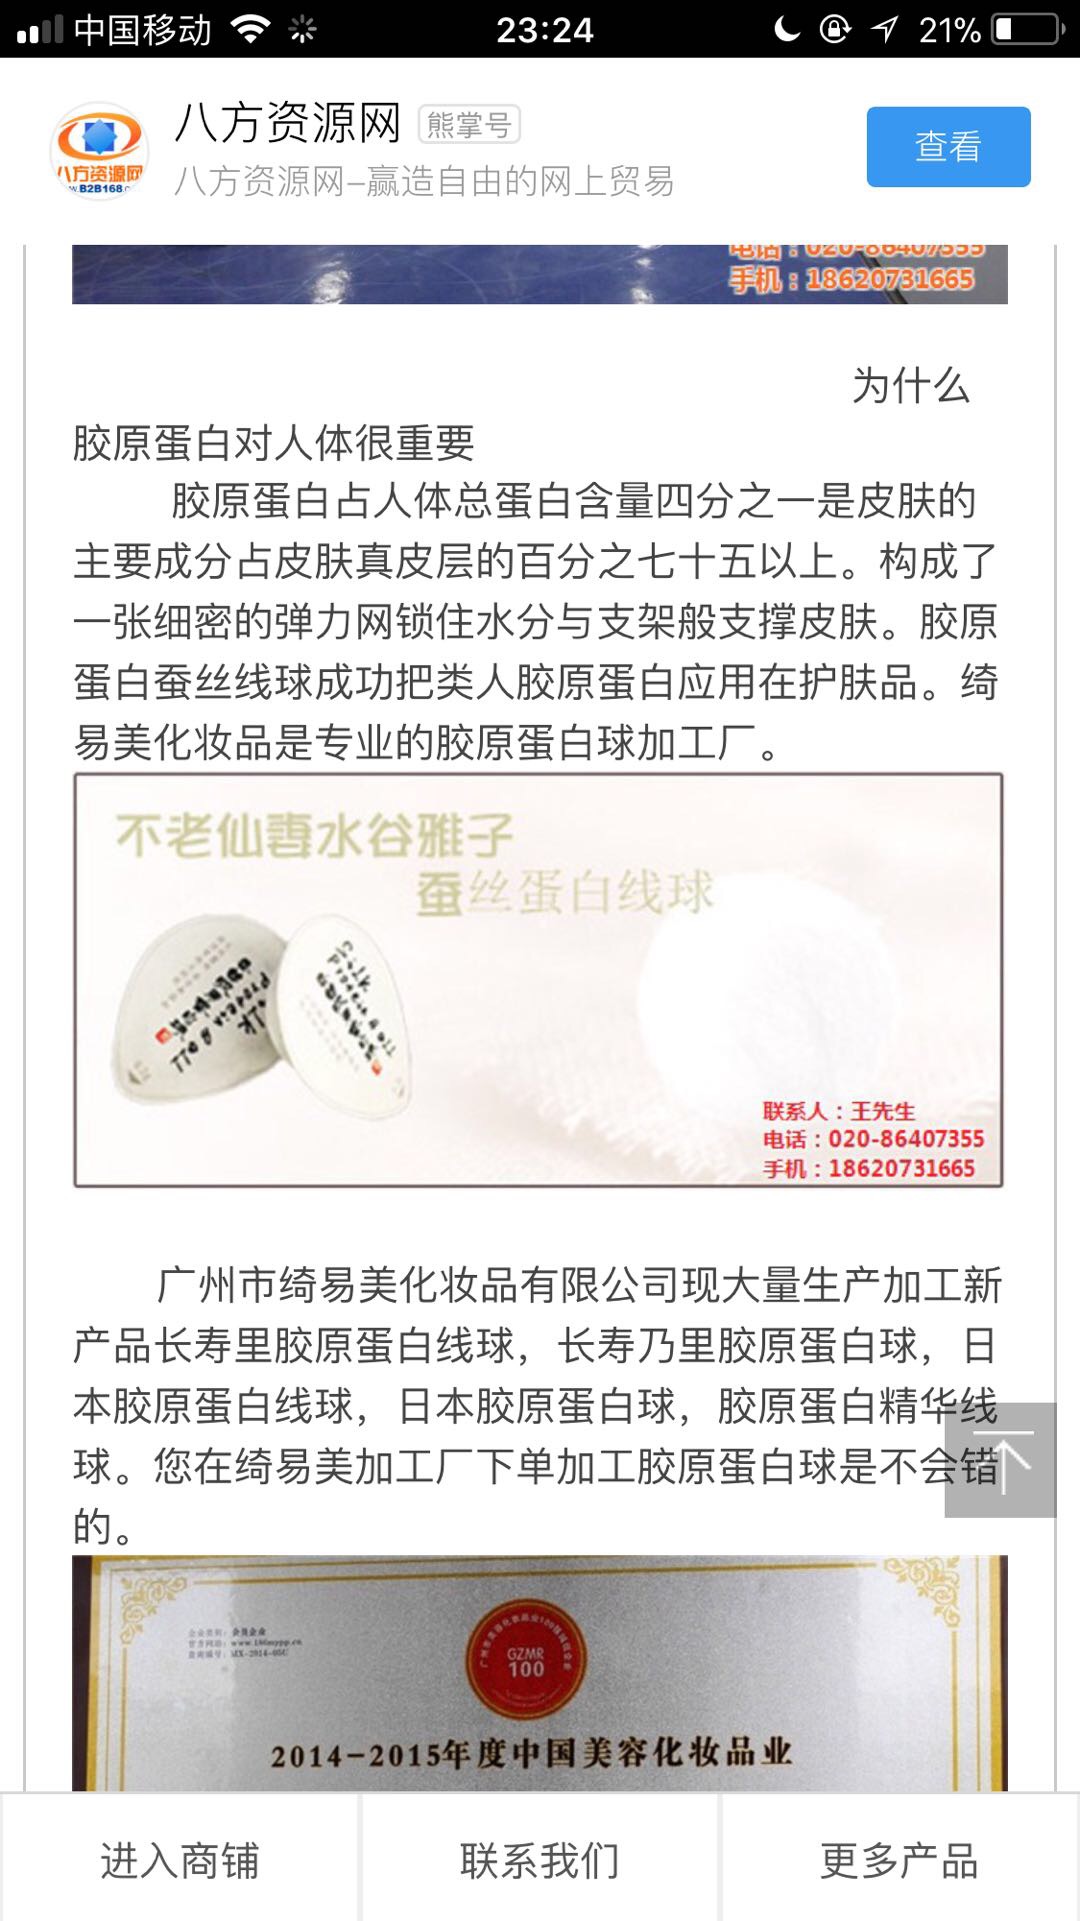 中国移动
23:24
21%
八方资源网 熊掌号
八方资源网-赢造自由的网上贸易
查看
八方资源网
B2B168
电话：020-86407355
手机：18620731665
为什么
胶原蛋白对人体很重要
胶原蛋白占人体总蛋白含量四分之一是皮肤的
主要成分占皮肤真皮层的百分之七十五以上。构成了
一张细密的弹力网锁住水分与支架般支撑皮肤。胶原
蛋白蚕丝线球成功把类人胶原蛋白应用在护肤品。绮
易美化妆品是专业的胶原蛋白球加工厂。
不老仙尃水谷雅子
蚕丝蛋白线球
联系人：王先生
电话：020-86407355
手机：18620731665
广州市绮易美化妆品有限公司现大量生产加工新
产品长寿里胶原蛋白线球，长寿乃里胶原蛋白球，日
本胶原蛋白线球，日本胶原蛋白球，胶原蛋白精华线
球。您在绮易美加工厂下单加工胶原蛋白球是不会错
的。
GZMR
100
2014-2015年度中国美容化妆品业
进入商铺
联系我们
更多产品